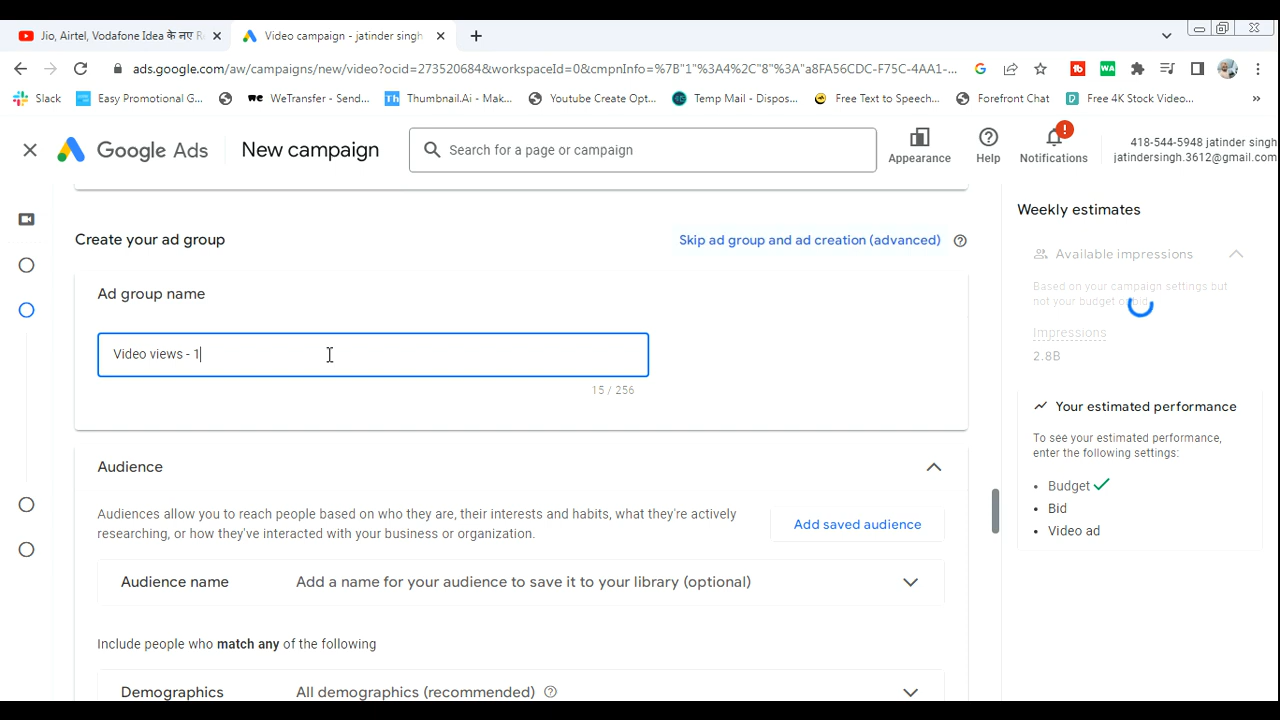 Jio, Airtel, Vodafone Idea के नए R
Video campaign - jatinder singh
ads.google.com/aw/campaigns/new/video?ocid=273520684&workspaceId=0&cmpnInfo=%7B"1"%3A4%2C"8"%3A"a8FA56CDC-F75C-4AA1-...
Slack
Easy Promotional G...
WeTransfer - Send...
Thumbnail.Ai - Mak...
Youtube Create Opt...
Temp Mail - Dispos...
Free Text to Speech...
Forefront Chat
Free 4K Stock Video...
Google Ads
New campaign
Search for a page or campaign
Appearance
Help
Notifications
418-544-5948 jatinder singh
jatindersingh.3612@gmail.com
Create your ad group
Skip ad group and ad creation (advanced)
Ad group name
Video views - 1
15 / 256
Audience
Audiences allow you to reach people based on who they are, their interests and habits, what they're actively
researching, or how they've interacted with your business or organization.
Add saved audience
Audience name
Add a name for your audience to save it to your library (optional)
Include people who match any of the following
Demographics
All demographics (recommended)
Weekly estimates
Available impressions
Based on your campaign settings but
not your budget or bid.
Impressions
2.8B
Your estimated performance
To see your estimated performance,
enter the following settings:
Budget
Bid
Video ad